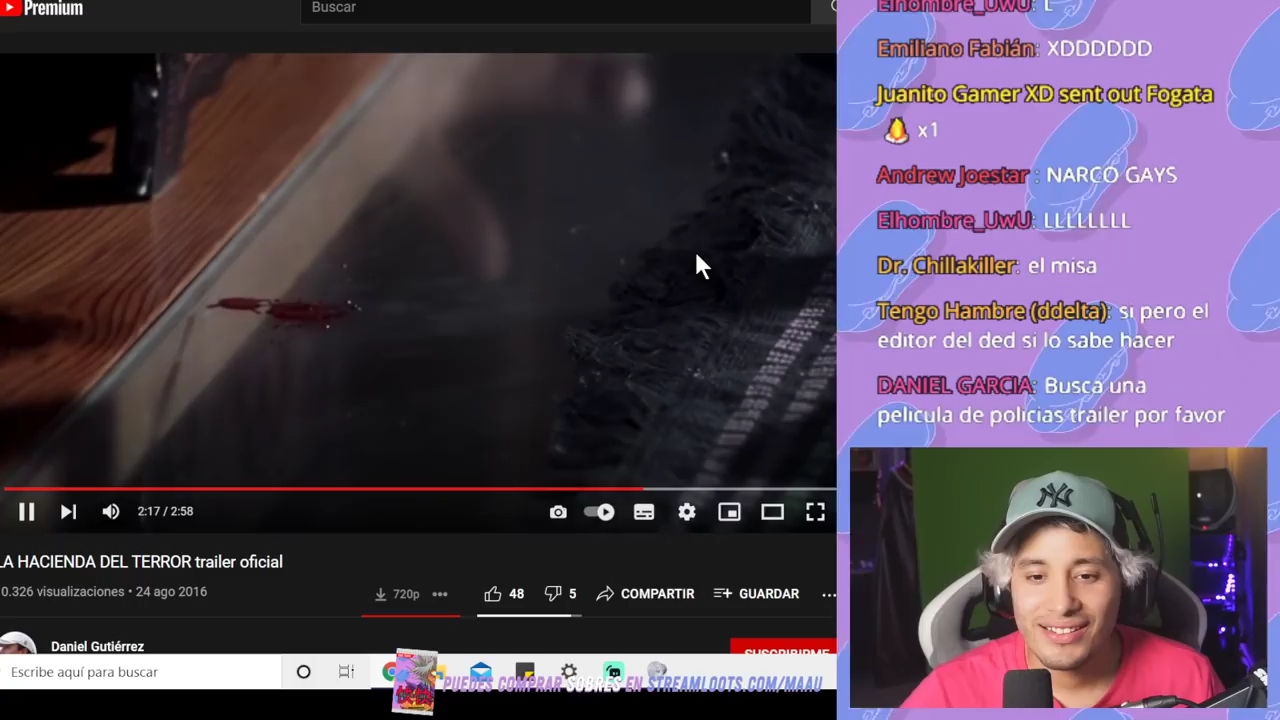 Premium
Buscar
Elhombre_UwU: L
Emiliano Fabián: XDDDDDD
Juanito Gamer XD sent out Fogata
x1
Andrew Joestar : NARCO GAYS
Elhombre_UwU: LLLLLLLL
Dr. Chillakiller: el misa
Tengo Hambre (ddelta): si pero el
editor del ded si lo sabe hacer
DANIEL GARCIA: Busca una
pelicula de policias trailer por favor
2:17 / 2:58
LA HACIENDA DEL TERROR trailer oficial
0.326 visualizaciones • 24 ago 2016
720p
48
5
COMPARTIR
GUARDAR
Daniel Gutiérrez
SUSCRIBIRME
Escribe aquí para buscar
PUEDES COMPRAR SOBRES EN STREAMLOOTS.COM/MAAU
NY